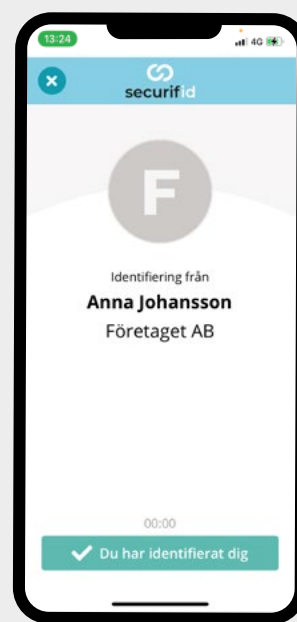 13:24
4G
securifid
F
Identifiering från
Anna Johansson
Företaget AB
00:00
Du har identifierat dig